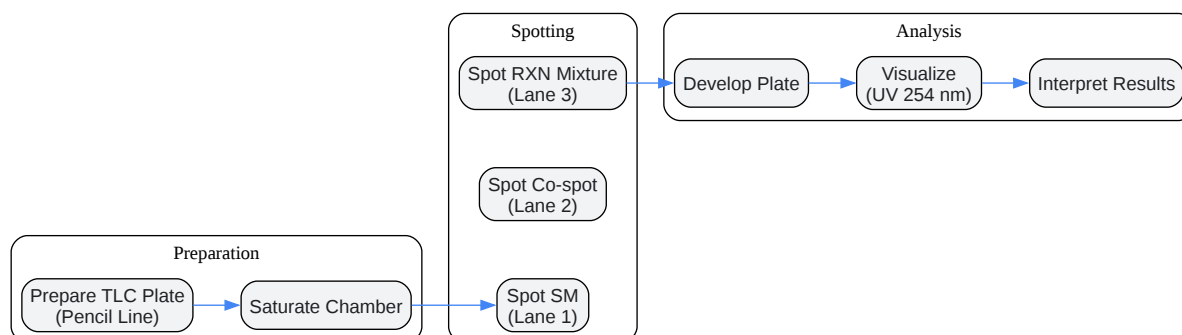 Preparation
Prepare TLC Plate
(Pencil Line)
Saturate Chamber
Spotting
Spot SM
(Lane 1)
Spot Co-spot
(Lane 2)
Spot RXN Mixture
(Lane 3)
Analysis
Develop Plate
Visualize
(UV 254 nm)
Interpret Results